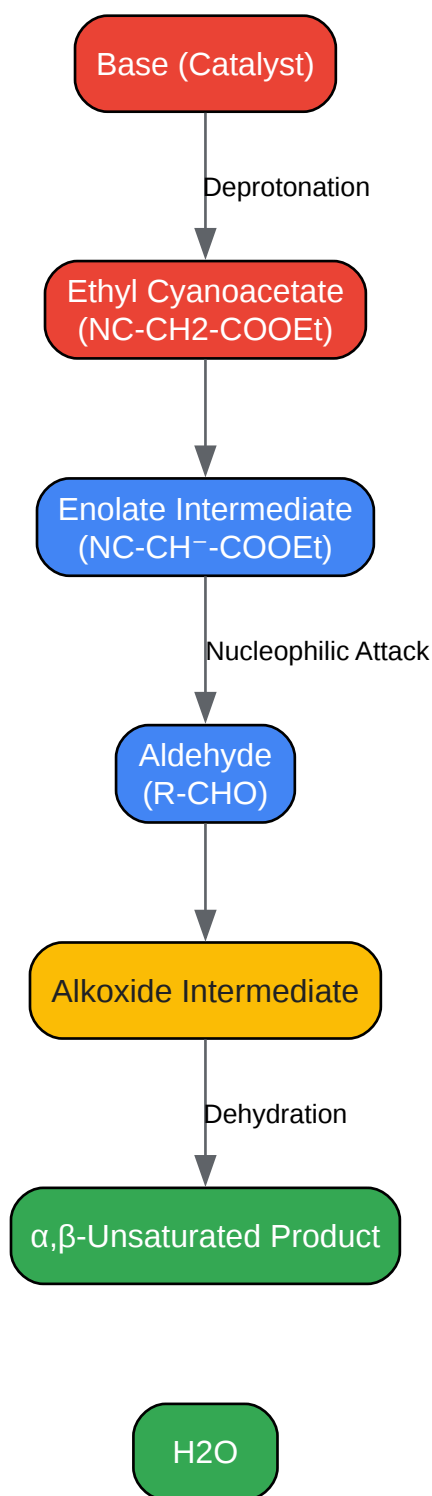 Base (Catalyst)
Deprotonation
Ethyl Cyanoacetate
(NC-CH2-COOEt)
Enolate Intermediate
(NC-CH⁻-COOEt)
Nucleophilic Attack
Aldehyde
(R-CHO)
Alkoxide Intermediate
Dehydration
α,β-Unsaturated Product
H2O